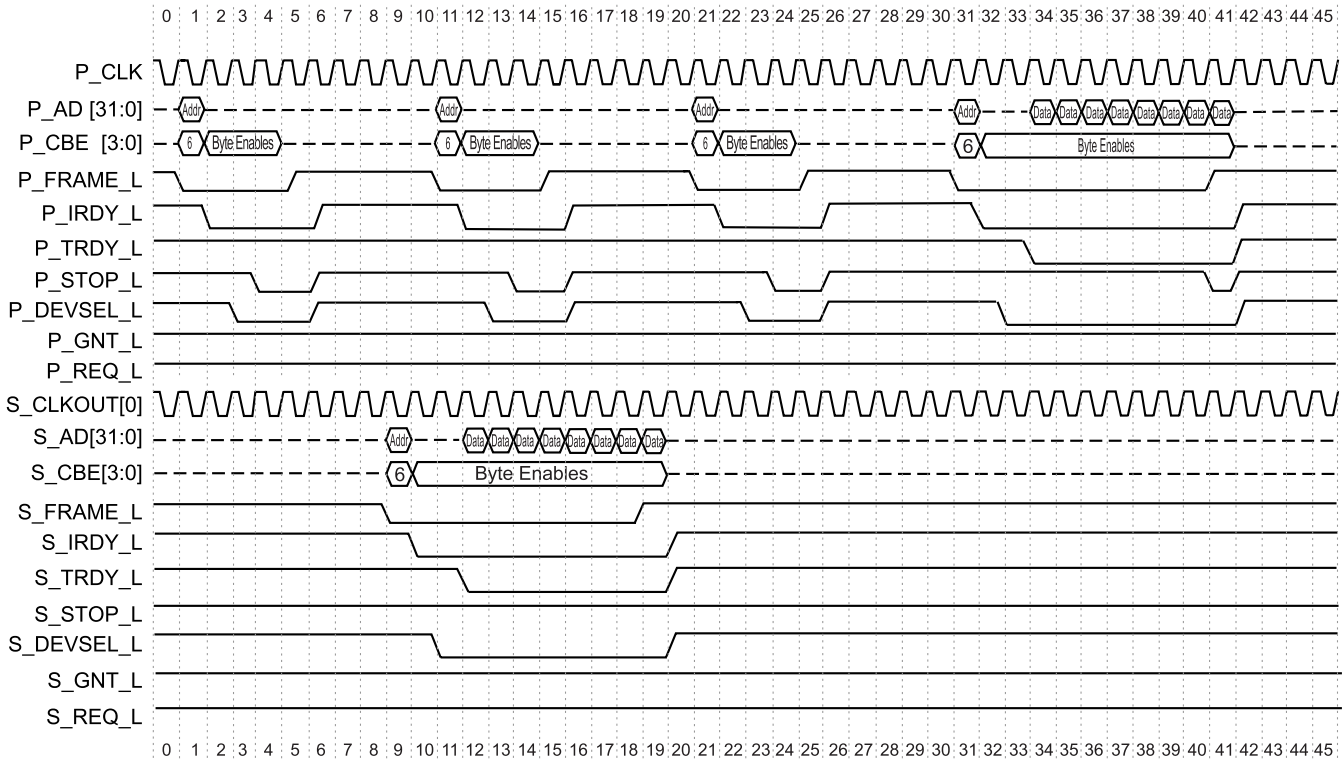 0 1 2 3 4 5 6 7 8 9 10 11 12 13 14 15 16 17 18 19 20 21 22 23 24 25 26 27 28 29 30 31 32 33 34 35 36 37 38 39 40 41 42 43 44 45
P_CLK
P_AD [31:0] Addr Addr Addr Addr Data Data Data Data Data Data Data Data
P_CBE [3:0] 6 Byte Enables 6 Byte Enables 6 Byte Enables 6 Byte Enables
P_FRAME_L
P_IRDY_L
P_TRDY_L
P_STOP_L
P_DEVSEL_L
P_GNT_L
P_REQ_L
S_CLKOUT[0]
S_AD[31:0] Addr Data Data Data Data Data Data Data Data
S_CBE[3:0] 6 Byte Enables
S_FRAME_L
S_IRDY_L
S_TRDY_L
S_STOP_L
S_DEVSEL_L
S_GNT_L
S_REQ_L
0 1 2 3 4 5 6 7 8 9 10 11 12 13 14 15 16 17 18 19 20 21 22 23 24 25 26 27 28 29 30 31 32 33 34 35 36 37 38 39 40 41 42 43 44 45